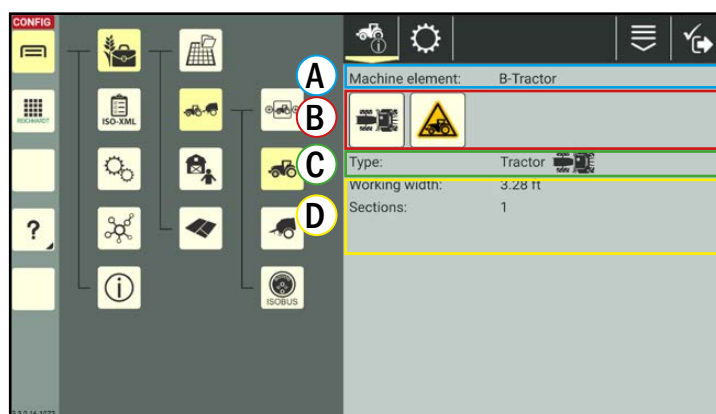 CONFIG
A
Machine element: B-Tractor
REICHHARDT
ISO-XML
B
C
Type: Tractor
Working width: 3.28 ft
D
Sections: 1
?
ISOBUS